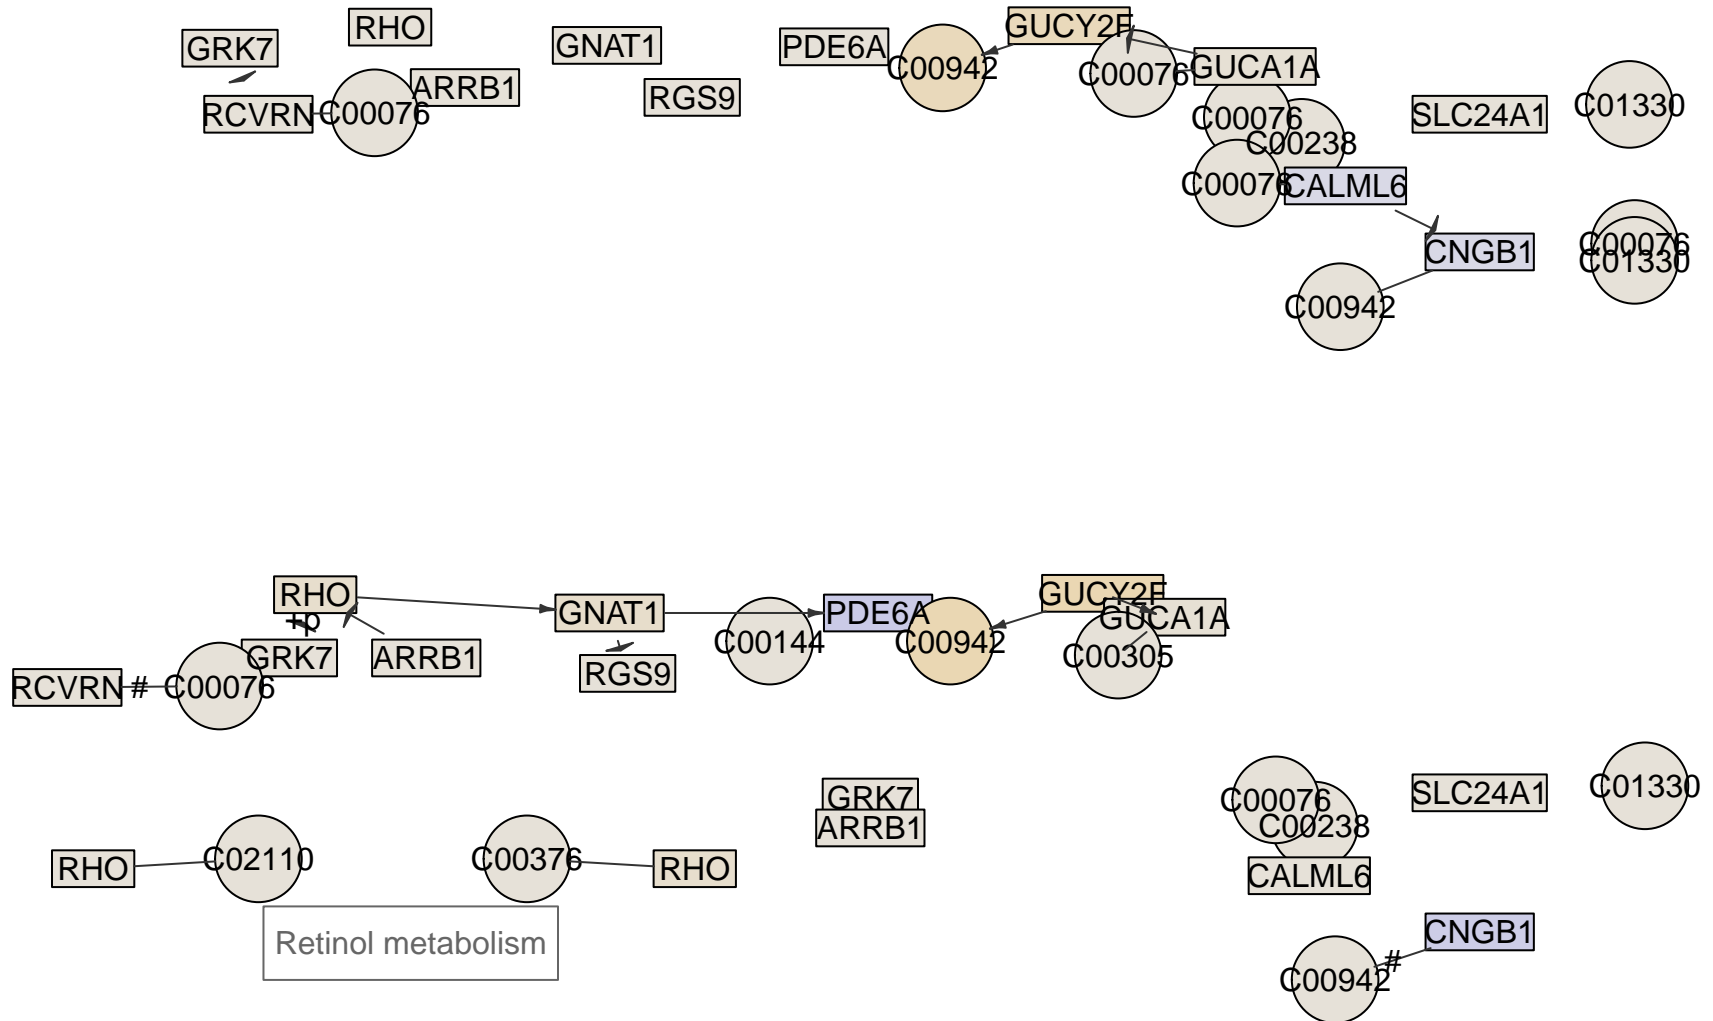 RHO
GRK7
GNAT1
PDE6A
GUCY2F
C00942
C00076
GUCA1A
ARRB1
RGS9
RCVRN
C00076
C00076
SLC24A1
C01330
C00238
C00076
CALML6
C00076
C01330
CNGB1
C00942
RHO
+p
GNAT1
PDE6A
GUCY2F
GUCA1A
GRK7
ARRB1
RGS9
C00144
C00942
C00305
RCVRN
#
C00076
GRK7
ARRB1
C00076
C00238
SLC24A1
C01330
RHO
C02110
C00376
RHO
CALML6
Retinol metabolism
CNGB1
#
C00942